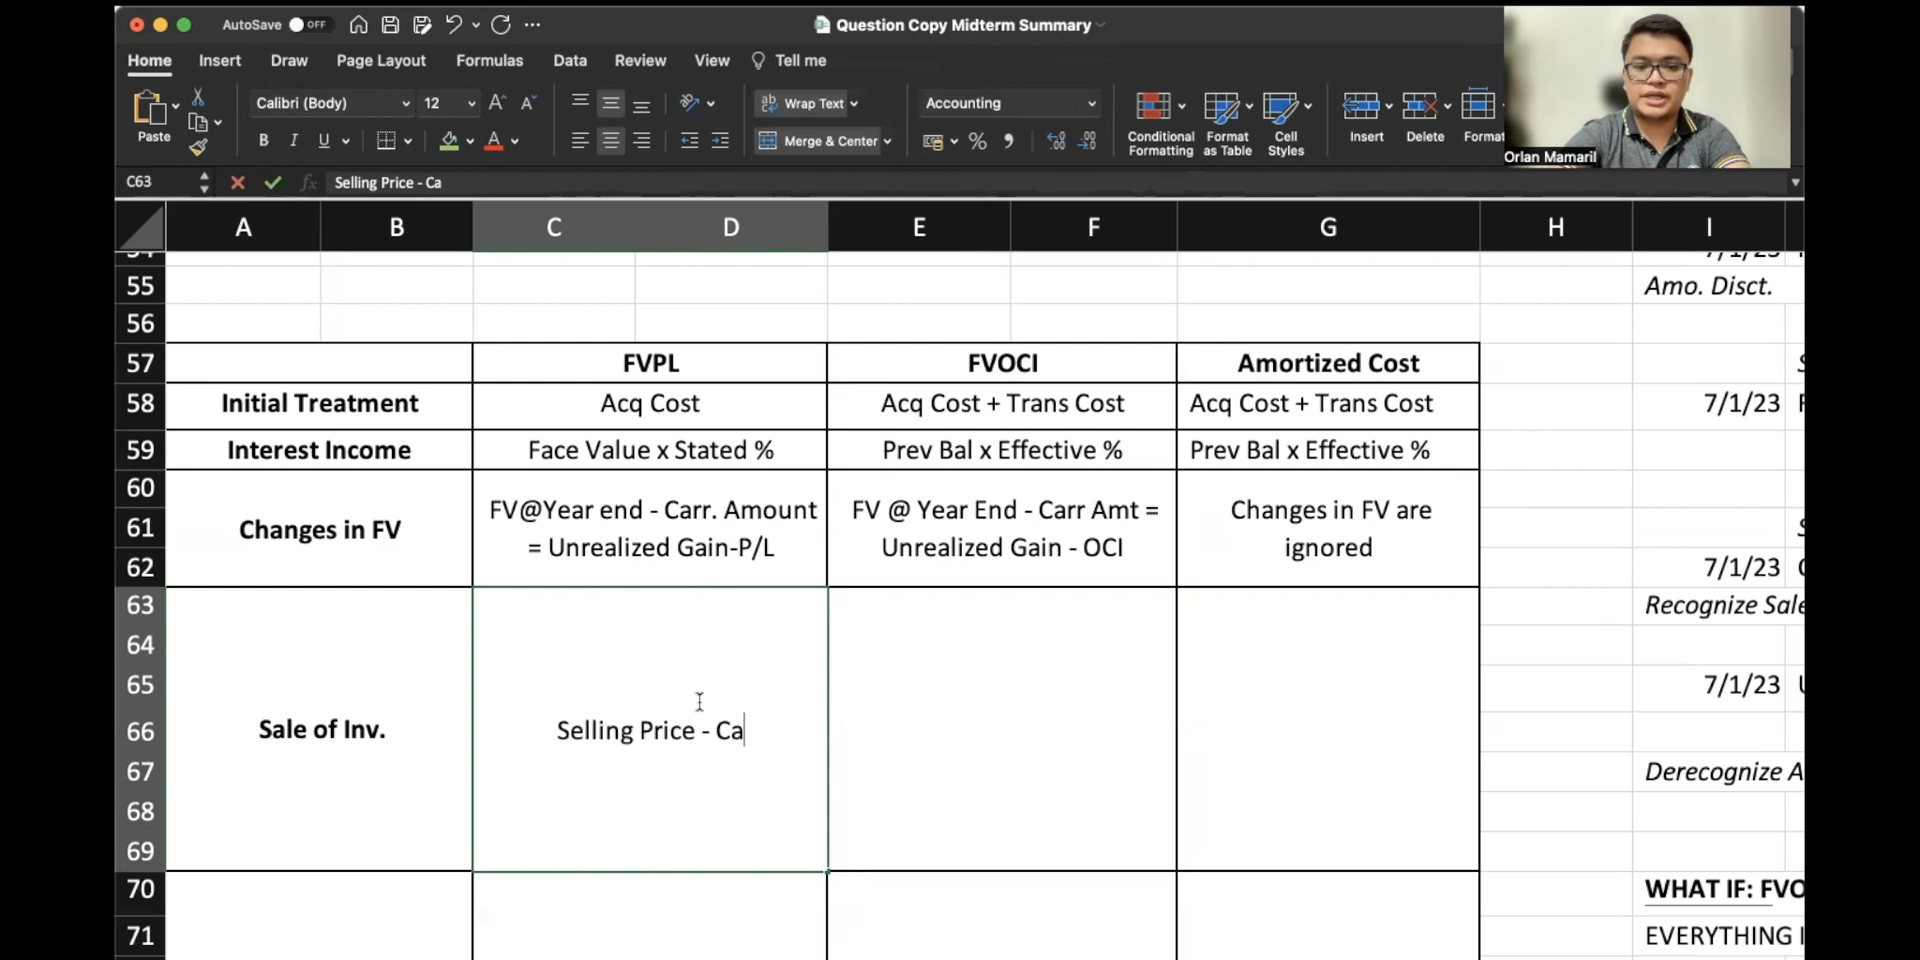 AutoSave OFF
Question Copy Midterm Summary
Home Insert Draw Page Layout Formulas Data Review View Tell me
Paste
Calibri (Body) 12
B I U
Wrap Text
Merge & Center
Accounting
Conditional Formatting
Format as Table
Cell Styles
Insert
Delete
Format
Orlan Mamaril
C63 fx Selling Price - Ca
A B C D E F G H I
55 Amo. Disct.
56
57 FVPL FVOCI Amortized Cost
58 Initial Treatment Acq Cost Acq Cost + Trans Cost Acq Cost + Trans Cost 7/1/23
59 Interest Income Face Value x Stated % Prev Bal x Effective % Prev Bal x Effective %
60
FV@Year end - Carr. Amount FV @ Year End - Carr Amt = Changes in FV are
61 Changes in FV
= Unrealized Gain-P/L Unrealized Gain - OCI ignored
62 7/1/23
63 Recognize Sale
64
65 7/1/23
66 Sale of Inv. Selling Price - Ca
67 Derecognize A
68
69
70 WHAT IF: FVO
71 EVERYTHING I